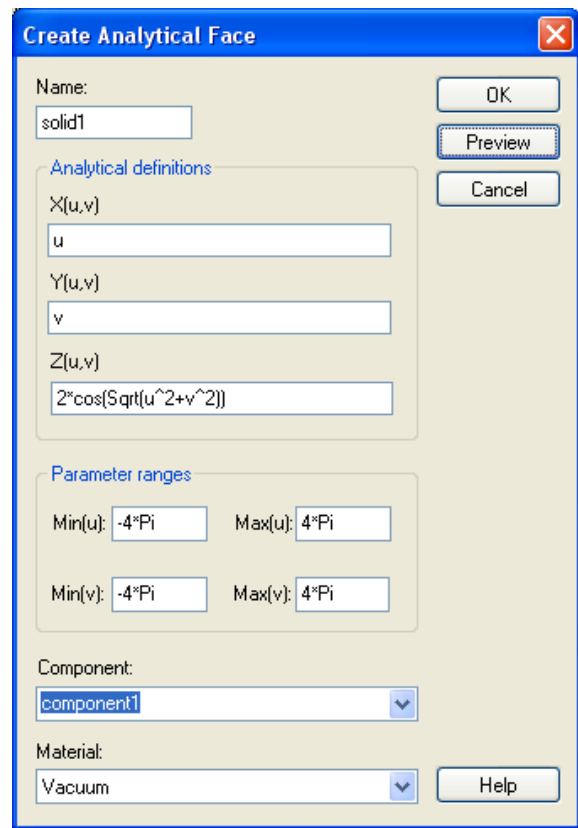 Create Analytical Face
Name:
OK
solid1
Preview
Analytical definitions
Cancel
X(u,v)
u
Y(u,v)
v
Z(u,v)
2*cos(Sqrt(u^2+v^2))
Parameter ranges
Min(u): -4*Pi Max(u): 4*Pi
Min(v): -4*Pi Max(v): 4*Pi
Component:
component1
Material:
Vacuum
Help